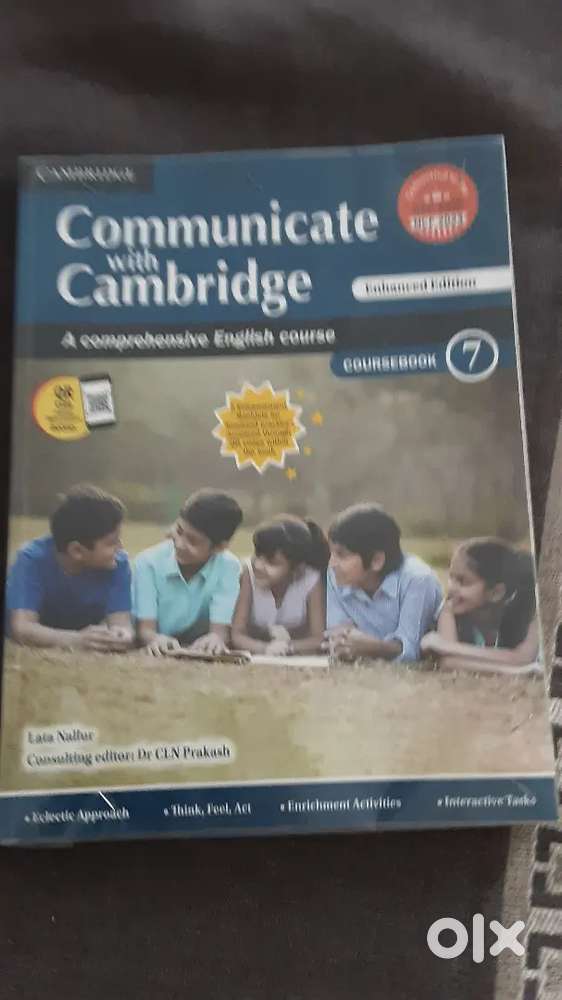 CAMBRIDGE
Communicate
with
Cambridge
Enhanced Edition
A comprehensive English course
COURSEBOOK 7
Lata Nallur
Consulting editor: Dr CLN Prakash
• Eclectic Approach • Think, Feel, Act • Enrichment Activities • Interactive Tasks
olx